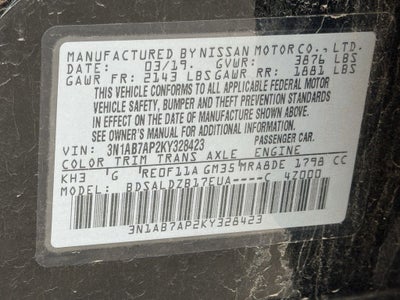 MANUFACTURED BY NISSAN MOTOR CO., LTD.
DATE: 03/19. GVWR: 3876 LBS
GAWR FR: 2143 LBS GAWR RR: 1881 LBS
THIS VEHICLE CONFORMS TO ALL APPLICABLE FEDERAL MOTOR
VEHICLE SAFETY, BUMPER AND THEFT PREVENTION STANDARDS
IN EFFECT ON THE DATE OF MANUFACTURE SHOWN ABOVE.
SEE OWNER'S MANUAL FOR ADDITIONAL INFORMATION.
VIN: 3N1AB7AP2KY328423 PASSENGER CAR
COLOR TRIM TRANS AXLE ENGINE
KH3 G RE0F11A GM35 MRA8DE 1798 CC
BDSALDZB17EUA----C 4Z000
3N1AB7AP2KY328423